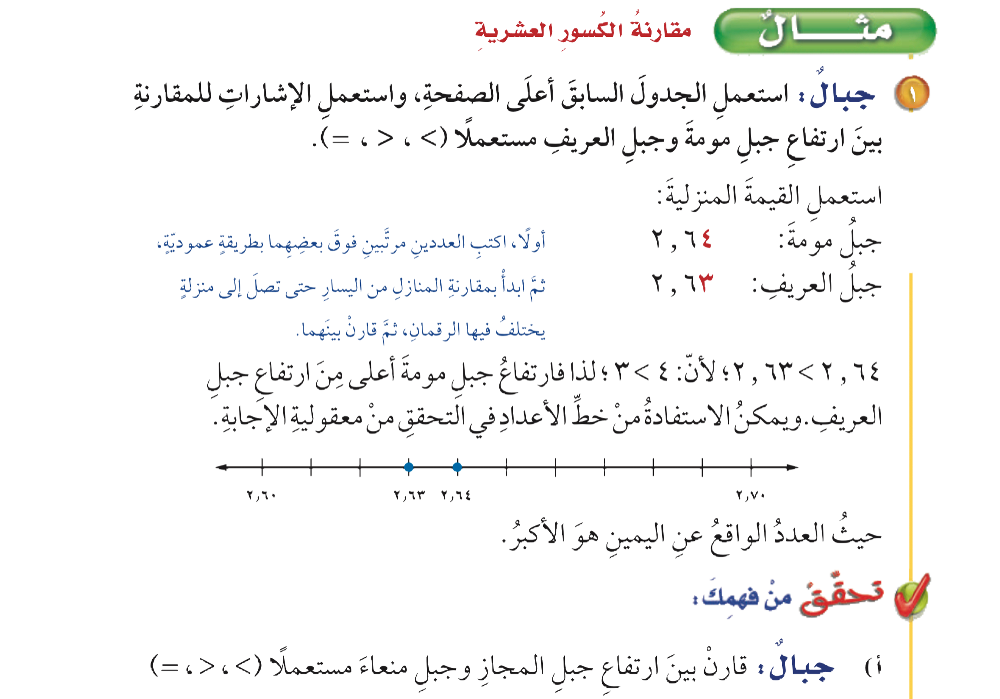 مثـــالٌ مقارنةُ الكُسورِ العشريةِ
١ جبالٌ: استعملِ الجدولَ السابقَ أعلَى الصفحةِ، واستعملِ الإشاراتِ للمقارنةِ
بينَ ارتفاعِ جبلِ مومةَ وجبلِ العريفِ مستعملًا (> ، < ، =).
استعملِ القيمةَ المنزليةَ:
جبلُ مومةَ: ٢,٦٤ أولًا، اكتبِ العددينِ مرتَّبينِ فوقَ بعضِهِما بطريقةٍ عموديّةٍ،
جبلُ العريفِ: ٢,٦٣ ثمَّ ابدأْ بمقارنةِ المنازلِ من اليسارِ حتى تصلَ إلى منزلةٍ
يختلفُ فيها الرقمانِ، ثمَّ قارنْ بينَهما.
٢,٦٤ > ٢,٦٣؛ لأنّ: ٤ > ٣ ؛ لذا فارتفاعُ جبلِ مومةَ أعلى مِنَ ارتفاعِ جبلِ
العريفِ.ويمكنُ الاستفادةُ منْ خطِّ الأعدادِ في التحققِ منْ معقوليةِ الإجابةِ.
٢,٦٠ ٢,٦٣ ٢,٦٤ ٢,٧٠
حيثُ العددُ الواقعُ عنِ اليمينِ هوَ الأكبرُ.
تحقَّقْ منْ فهمِكَ:
أ) جبالٌ: قارنْ بينَ ارتفاعِ جبلِ المجازِ وجبلِ منعاءَ مستعملًا (> ، < ، =)